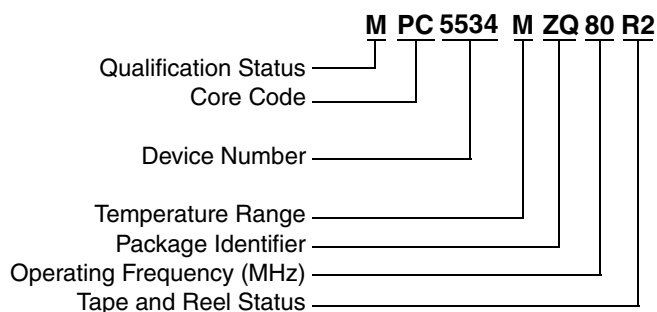 M PC 5534 M ZQ 80 R2
Qualification Status
Core Code
Device Number
Temperature Range
Package Identifier
Operating Frequency (MHz)
Tape and Reel Status